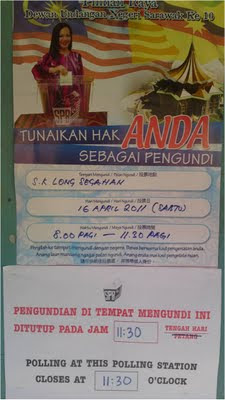 Pilihan Raya
Dewan Undangan Negeri Sarawak Ke 10
TUNAIKAN HAK ANDA
SEBAGAI PENGUNDI
S.K LONG SEGAHAN
16 APRIL 2011 (SABTU)
8.00 PAGI — 11.30 PAGI
PENGUNDIAN DI TEMPAT MENGUNDI INI
DITUTUP PADA JAM 11:30 TENGAH HARI
PETANG
POLLING AT THIS POLLING STATION
CLOSES AT 11:30 O'CLOCK